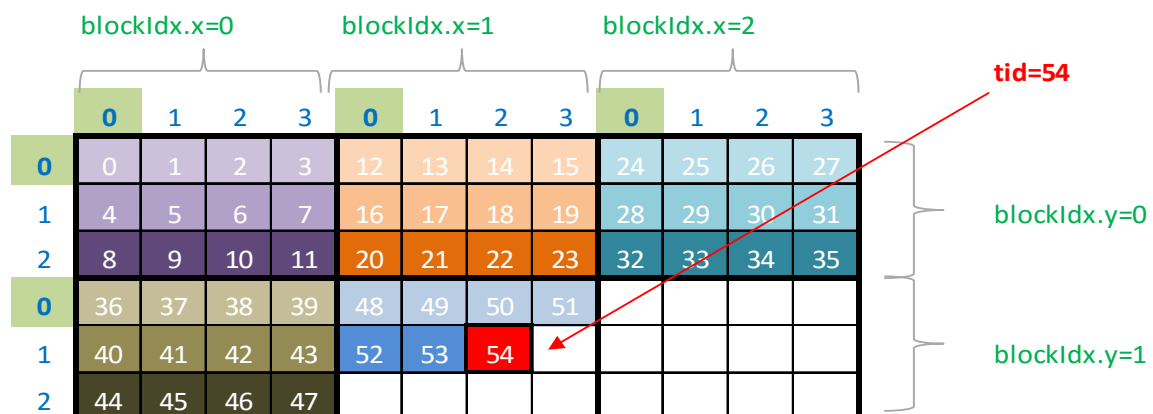 blockIdx.x=0 blockIdx.x=1 blockIdx.x=2
tid=54
0 1 2 3 0 1 2 3 0 1 2 3
0 0 1 2 3 12 13 14 15 24 25 26 27
1 4 5 6 7 16 17 18 19 28 29 30 31
blockIdx.y=0
2 8 9 10 11 20 21 22 23 32 33 34 35
0 36 37 38 39 48 49 50 51
1 40 41 42 43 52 53 54
blockIdx.y=1
2 44 45 46 47